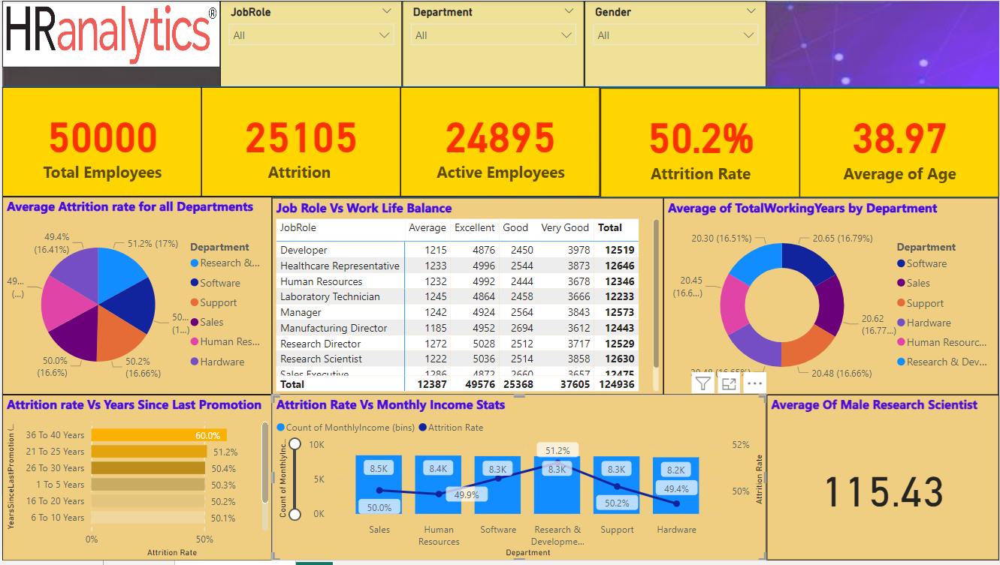 HRanalytics®
JobRole
All
Department
All
Gender
All
50000
Total Employees
25105
Attrition
24895
Active Employees
50.2%
Attrition Rate
38.97
Average of Age
Average Attrition rate for all Departments
49.4%
(16.41%)
51.2% (17%)
49...
(...)
50...
(1...)
50.0%
(16.6%)
50.2%
(16.66%)
Department
Research &...
Software
Support
Sales
Human Res...
Hardware
Job Role Vs Work Life Balance
JobRole Average Excellent Good Very Good Total
Developer 1215 4876 2450 3978 12519
Healthcare Representative 1233 4996 2544 3873 12646
Human Resources 1232 4992 2444 3678 12346
Laboratory Technician 1245 4864 2458 3666 12233
Manager 1242 4924 2564 3843 12573
Manufacturing Director 1185 4952 2694 3612 12443
Research Director 1272 5028 2512 3717 12529
Research Scientist 1222 5036 2514 3858 12630
Sales Executive 1286 4872 2660 3657 12475
Total 12387 49576 25368 37605 124936
Average of TotalWorkingYears by Department
20.30 (16.51%)
20.65 (16.79%)
20.45
(16.6...)
20.62
(16.77...)
20.48 (16.65%)
20.48 (16.66%)
Department
Software
Sales
Support
Hardware
Human Resourc...
Research & Dev...
Attrition rate Vs Years Since Last Promotion
YearsSinceLastPromotion (...
36 To 40 Years 60.0%
21 To 25 Years 51.2%
26 To 30 Years 50.4%
1 To 5 Years 50.3%
16 To 20 Years 50.2%
6 To 10 Years 50.1%
0% 50%
Attrition Rate
Attrition Rate Vs Monthly Income Stats
Count of MonthlyIncome (bins) Attrition Rate
Count of MonthlyInc...
10K
5K
0K
8.5K
8.4K
8.3K
8.3K
8.3K
8.2K
50.0%
49.9%
51.2%
50.2%
49.4%
52%
50%
Attrition Rate
Sales
Human
Resources
Software
Research &
Developme...
Support
Hardware
Department
Average Of Male Research Scientist
115.43